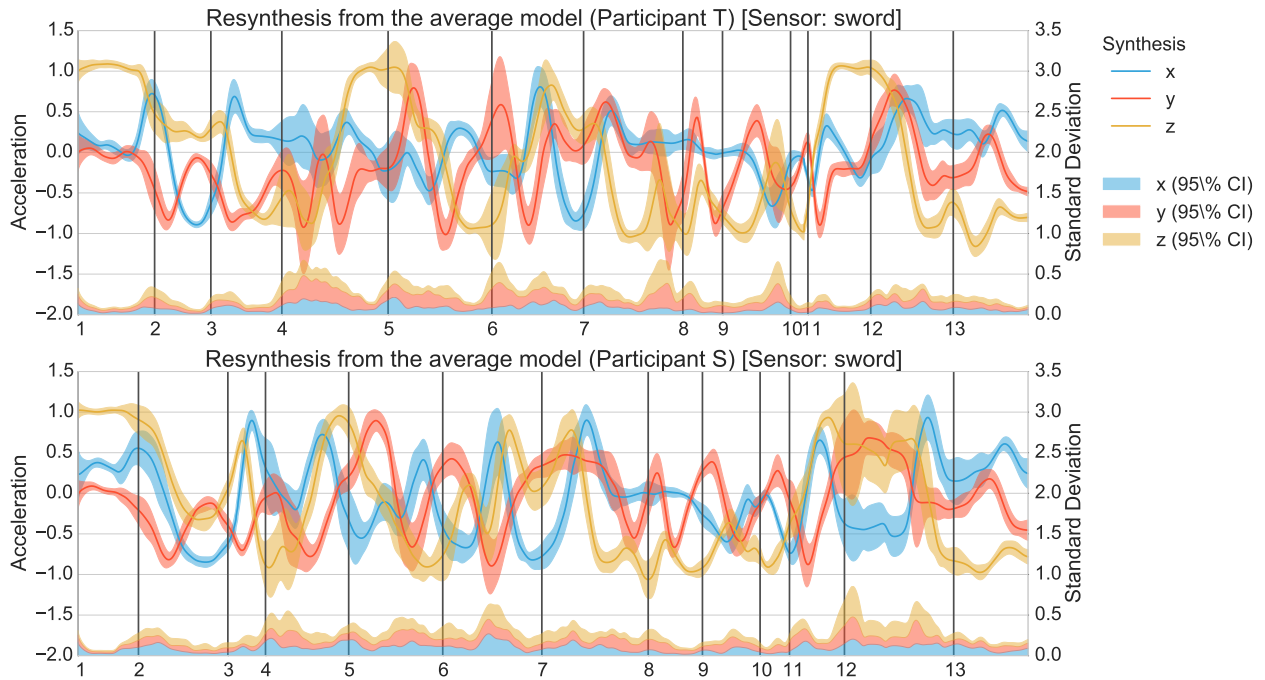 Resynthesis from the average model (Participant T) [Sensor: sword]
1.5
1.0
0.5
0.0
−0.5
−1.0
−1.5
−2.0
Acceleration
3.5
3.0
2.5
2.0
1.5
1.0
0.5
0.0
Standard Deviation
1 2 3 4 5 6 7 8 9 10 11 12 13
Synthesis
x
y
z
x (95\% CI)
y (95\% CI)
z (95\% CI)
Resynthesis from the average model (Participant S) [Sensor: sword]
1.5
1.0
0.5
0.0
−0.5
−1.0
−1.5
−2.0
Acceleration
3.5
3.0
2.5
2.0
1.5
1.0
0.5
0.0
Standard Deviation
1 2 3 4 5 6 7 8 9 10 11 12 13